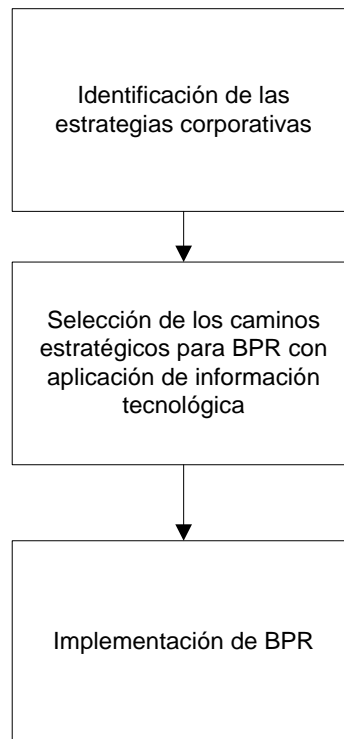 Identificación de las
estrategias corporativas
Selección de los caminos
estratégicos para BPR con
aplicación de información
tecnológica
Implementación de BPR